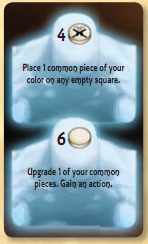 4
Place 1 common piece of your
color on any empty square.
6
Upgrade 1 of your common
pieces. Gain an action.